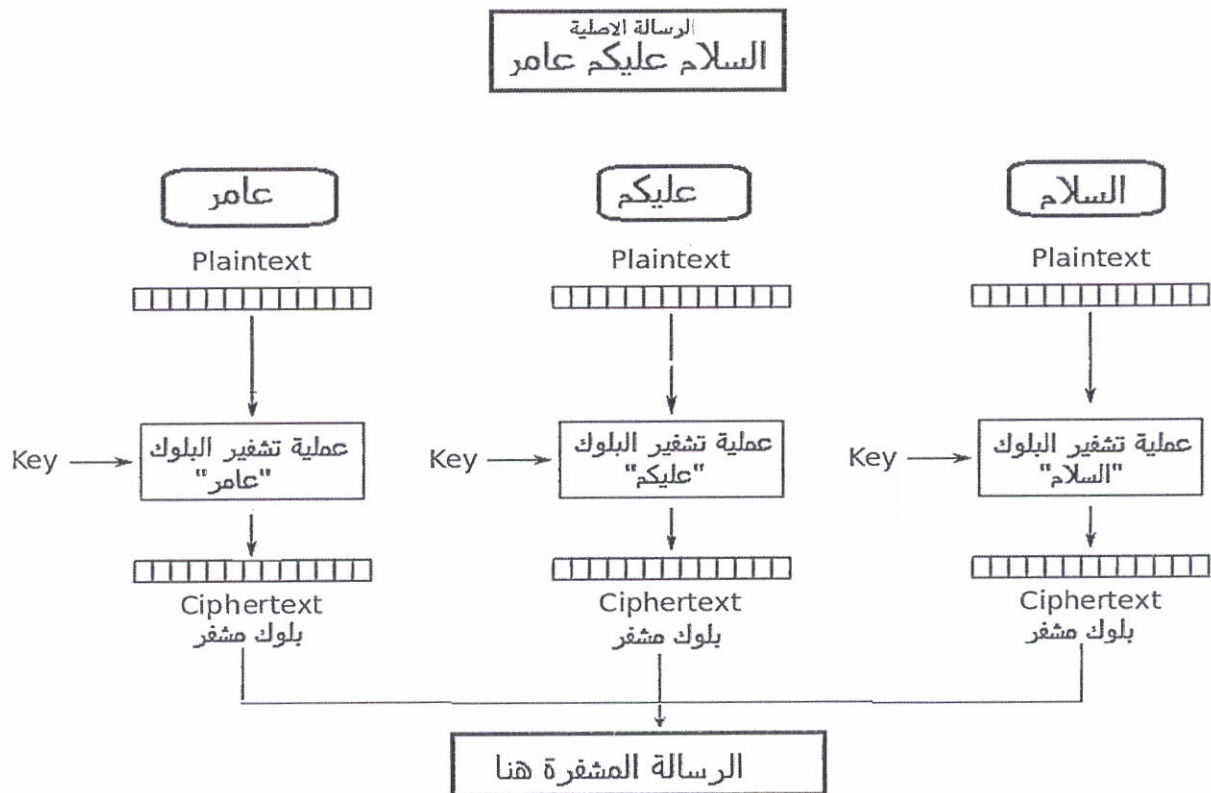 الرسالة الاصلية
السلام عليكم عامر
السلام
عليكم
عامر
Plaintext
Plaintext
Plaintext
Key
عملية تشفير البلوك
"عامر"
Key
عملية تشفير البلوك
"عليكم"
Key
عملية تشفير البلوك
"السلام"
Ciphertext
بلوك مشفر
Ciphertext
بلوك مشفر
Ciphertext
بلوك مشفر
الرسالة المشفرة هنا